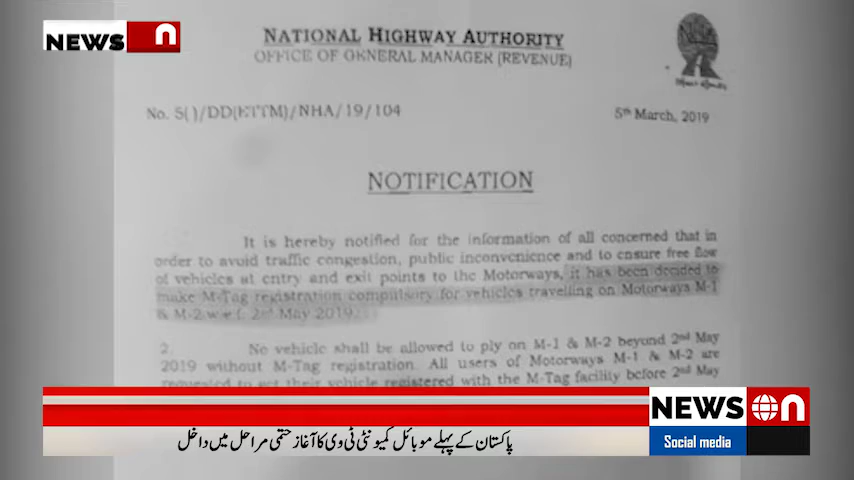 NEWS n
NATIONAL HIGHWAY AUTHORITY
OFFICE OF GENERAL MANAGER (REVENUE)
No. 5( )/DD(ETTM)/NHA/19/104
5th March, 2019
NOTIFICATION
It is hereby notified for the information of all concerned that in
order to avoid traffic congestion, public inconvenience and to ensure free flow
of vehicles at entry and exit points to the Motorways, it has been decided to
make M-Tag registration compulsory for vehicles travelling on Motorways M-1
& M-2 w.e.f. 2nd May 2019.
2. No vehicle shall be allowed to ply on M-1 & M-2 beyond 2nd May
2019 without M-Tag registration. All users of Motorways M-1 & M-2 are
requested to get their vehicle registered with the M-Tag facility before 2nd May
NEWS n
Social media
پاکستان کے پہلے موبائل کمیونٹی ٹی وی کا آغاز حتمی مراحل میں داخل